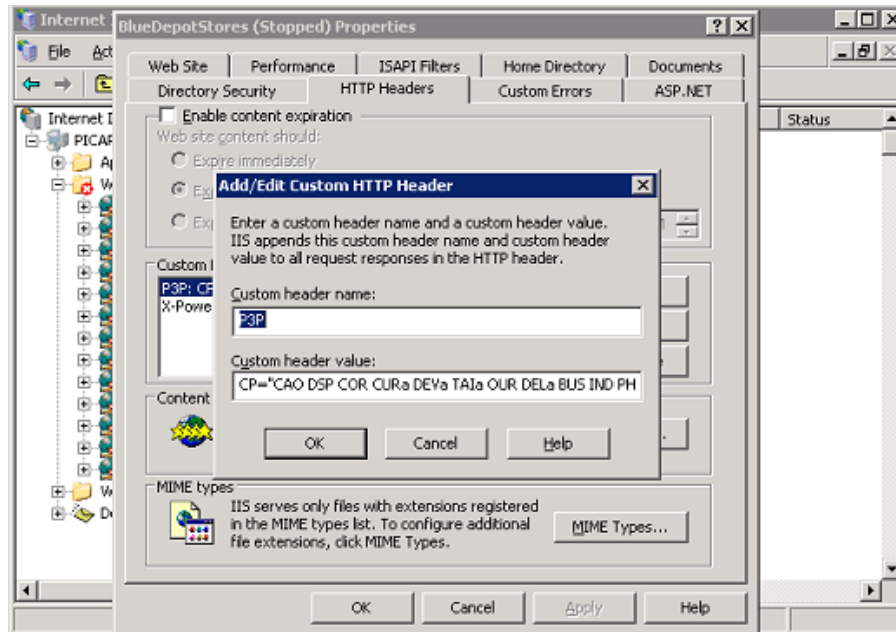 Internet
BlueDepotStores (Stopped) Properties
File Act
Web Site Performance ISAPI Filters Home Directory Documents
Directory Security HTTP Headers Custom Errors ASP.NET
Internet I
Status
PICAR
Enable content expiration
Web site content should:
Expire immediately
Add/Edit Custom HTTP Header
Enter a custom header name and a custom header value.
IIS appends this custom header name and custom header
value to all request responses in the HTTP header.
Custom header name:
P3P
Custom header value:
CP="CAO DSP COR CURa DEVa TAIa OUR DELa BUS IND PH
OK Cancel Help
P3P: CP
X-Powe
Content
MIME types
IIS serves only files with extensions registered
in the MIME types list. To configure additional
file extensions, click MIME Types.
MIME Types...
OK Cancel Apply Help